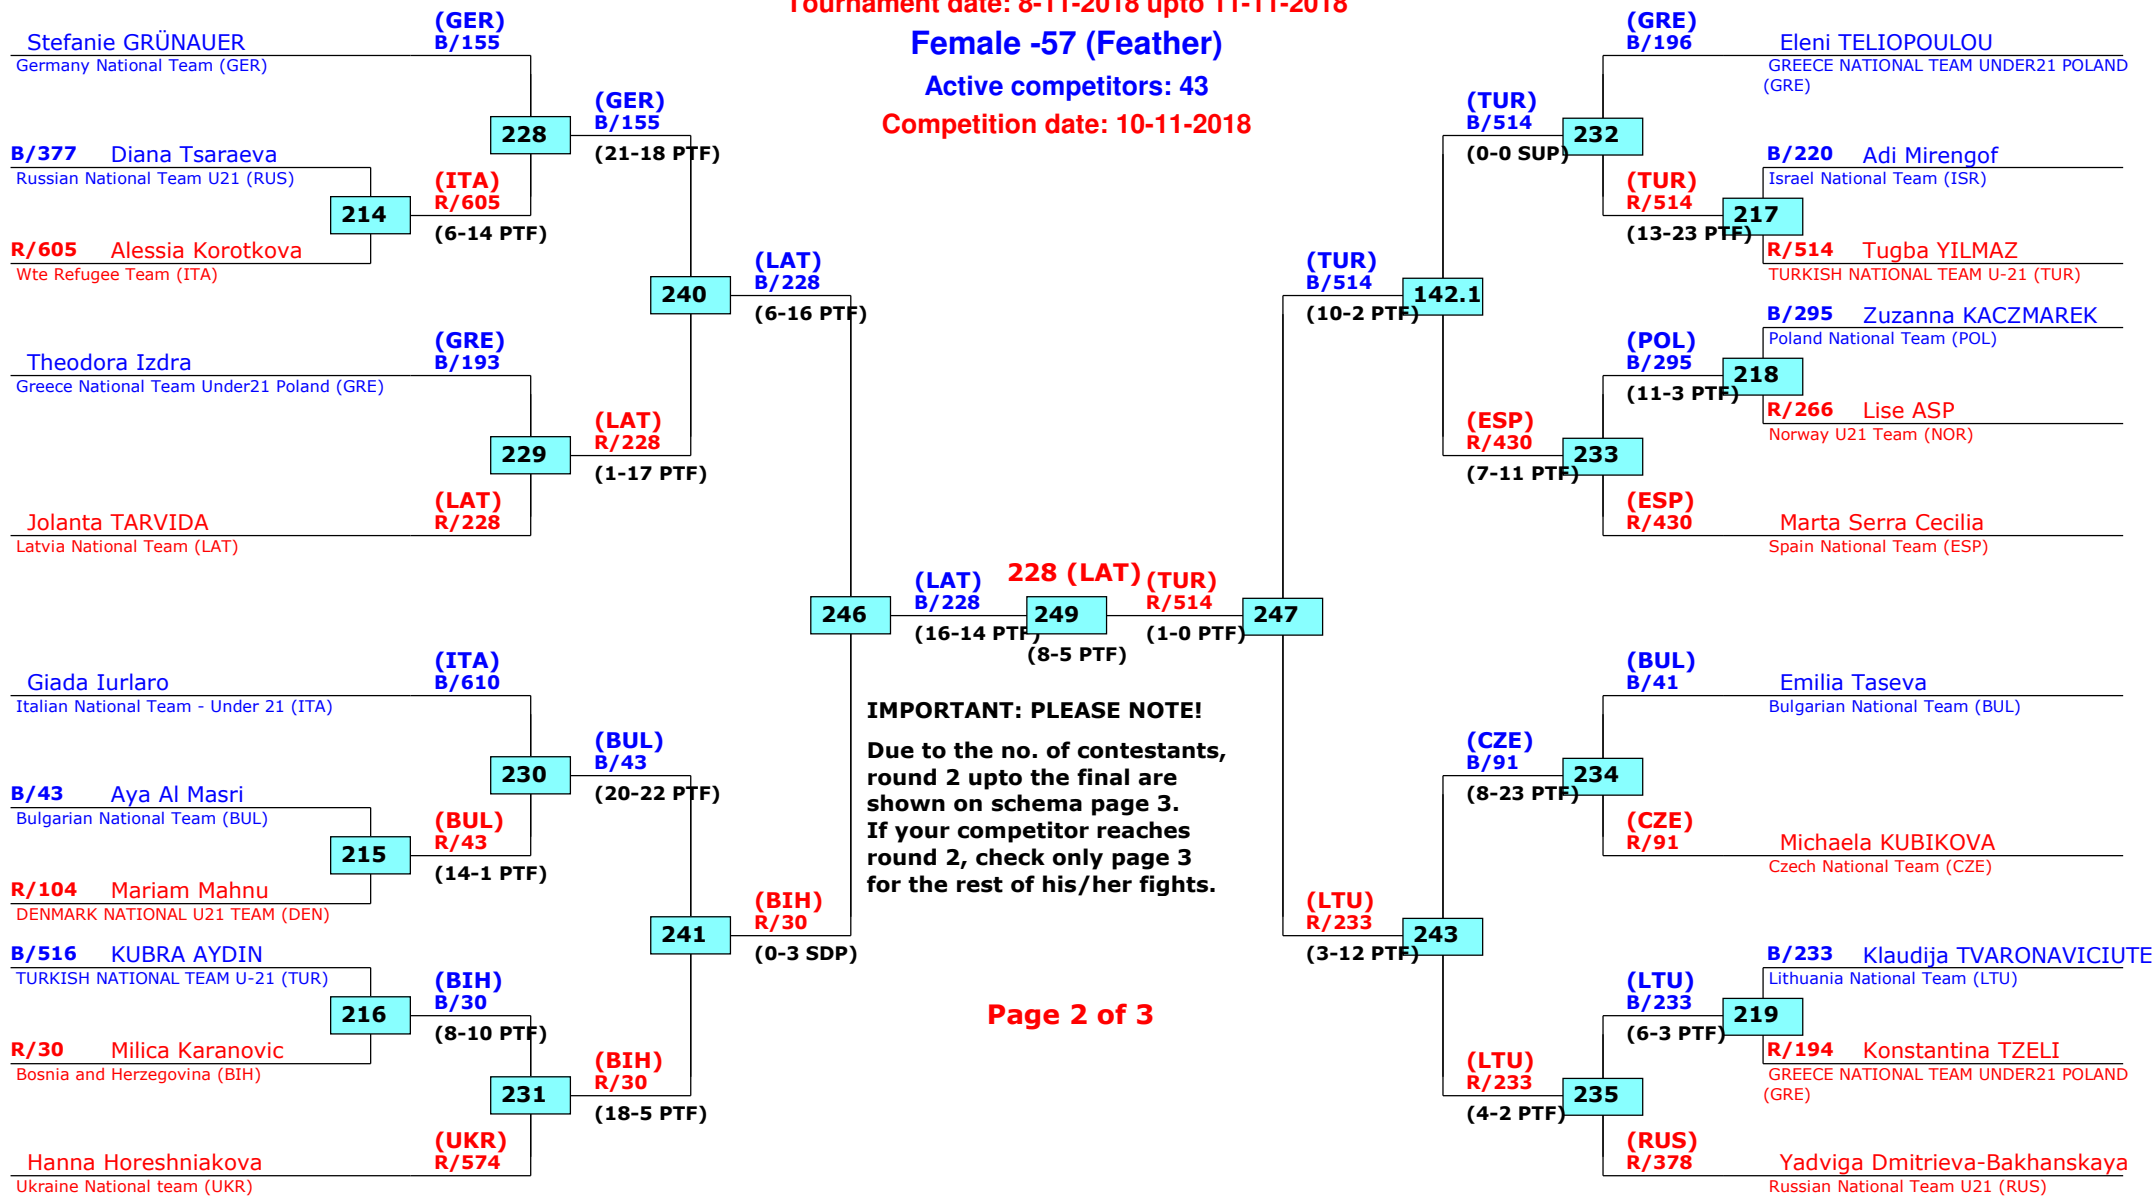 Tournament date: 8-11-2018 upto 11-11-2018
Female -57 (Feather)
Active competitors: 43
Competition date: 10-11-2018
Stefanie GRÜNAUER
(GER)
B/155
Germany National Team (GER)
B/377 Diana Tsaraeva
Russian National Team U21 (RUS)
214
R/605 Alessia Korotkova
Wte Refugee Team (ITA)
(ITA)
R/605
(6-14 PTF)
228
(GER)
B/155
(21-18 PTF)
Theodora Izdra
(GRE)
B/193
Greece National Team Under21 Poland (GRE)
229
Jolanta TARVIDA
(LAT)
R/228
Latvia National Team (LAT)
(LAT)
R/228
(1-17 PTF)
240
(LAT)
B/228
(6-16 PTF)
Giada Iurlaro
(ITA)
B/610
Italian National Team - Under 21 (ITA)
B/43 Aya Al Masri
Bulgarian National Team (BUL)
215
R/104 Mariam Mahnu
DENMARK NATIONAL U21 TEAM (DEN)
(BUL)
R/43
(14-1 PTF)
230
(BUL)
B/43
(20-22 PTF)
B/516 KUBRA AYDIN
TURKISH NATIONAL TEAM U-21 (TUR)
216
R/30 Milica Karanovic
Bosnia and Herzegovina (BIH)
(BIH)
B/30
(8-10 PTF)
231
Hanna Horeshniakova
(UKR)
R/574
Ukraine National team (UKR)
(BIH)
R/30
(18-5 PTF)
241
(BIH)
R/30
(0-3 SDP)
246
(LAT)
B/228
(16-14 PTF)
228 (LAT)
249
(8-5 PTF)
(TUR)
R/514
(1-0 PTF)
247
IMPORTANT: PLEASE NOTE!
Due to the no. of contestants,
round 2 upto the final are
shown on schema page 3.
If your competitor reaches
round 2, check only page 3
for the rest of his/her fights.
Page 2 of 3
(GRE)
B/196
Eleni TELIOPOULOU
GREECE NATIONAL TEAM UNDER21 POLAND
(GRE)
(TUR)
B/514
(0-0 SUP)
232
B/220 Adi Mirengof
Israel National Team (ISR)
(TUR)
R/514
(13-23 PTF)
217
R/514 Tugba YILMAZ
TURKISH NATIONAL TEAM U-21 (TUR)
(TUR)
B/514
(10-2 PTF)
142.1
B/295 Zuzanna KACZMAREK
Poland National Team (POL)
(POL)
B/295
(11-3 PTF)
218
R/266 Lise ASP
Norway U21 Team (NOR)
(ESP)
R/430
(7-11 PTF)
233
(ESP)
R/430
Marta Serra Cecilia
Spain National Team (ESP)
(BUL)
B/41
Emilia Taseva
Bulgarian National Team (BUL)
(CZE)
B/91
(8-23 PTF)
234
(CZE)
R/91
Michaela KUBIKOVA
Czech National Team (CZE)
(LTU)
R/233
(3-12 PTF)
243
B/233 Klaudija TVARONAVICIUTE
Lithuania National Team (LTU)
(LTU)
B/233
(6-3 PTF)
219
R/194 Konstantina TZELI
GREECE NATIONAL TEAM UNDER21 POLAND
(GRE)
(LTU)
R/233
(4-2 PTF)
235
(RUS)
R/378
Yadviga Dmitrieva-Bakhanskaya
Russian National Team U21 (RUS)